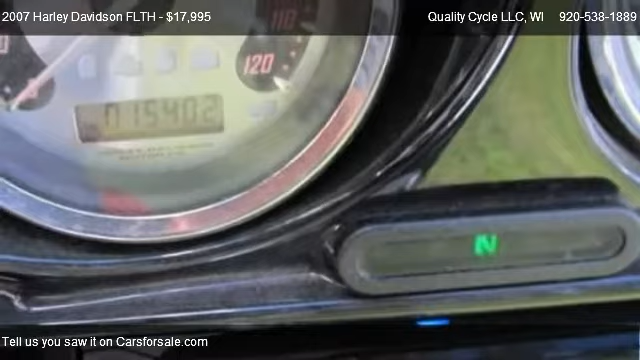 2007 Harley Davidson FLTH - $17,995
Quality Cycle LLC, WI 920-538-1889
110
120
015402
N
Tell us you saw it on Carsforsale.com